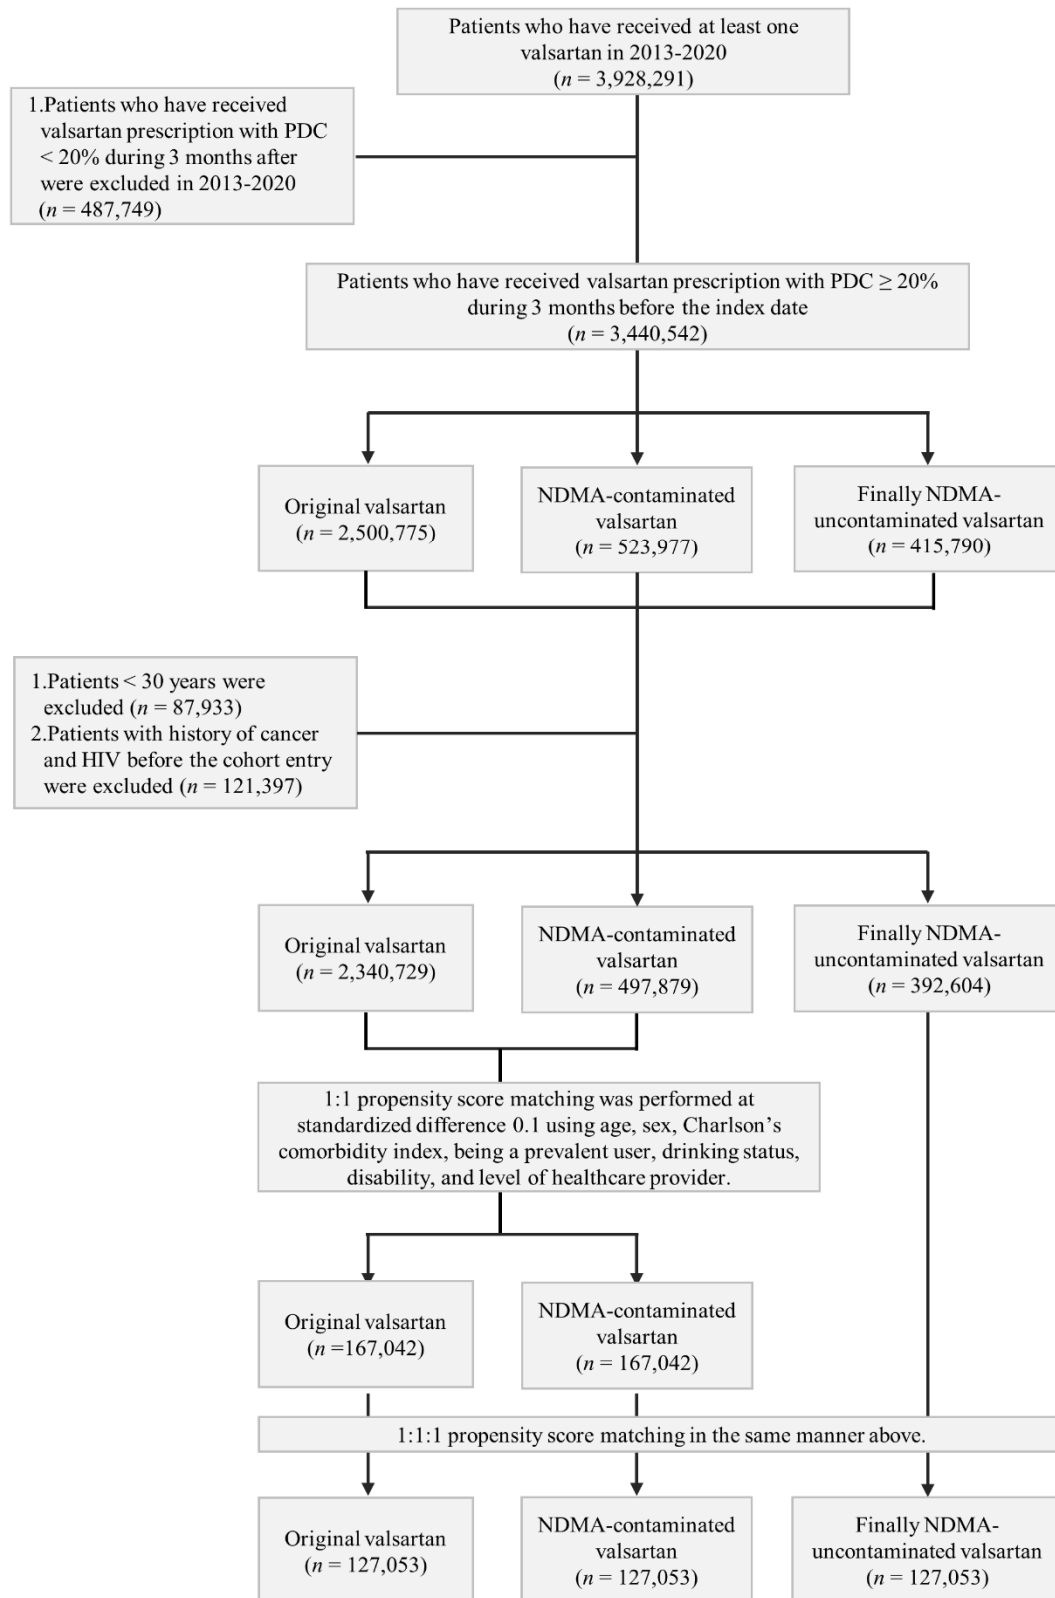 Patients who have received at least one
valsartan in 2013-2020
(n = 3,928,291)
1.Patients who have received
valsartan prescription with PDC
< 20% during 3 months after
were excluded in 2013-2020
(n = 487,749)
Patients who have received valsartan prescription with PDC ≥ 20%
during 3 months before the index date
(n = 3,440,542)
Original valsartan
(n = 2,500,775)
NDMA-contaminated
valsartan
(n = 523,977)
Finally NDMA-
uncontaminated valsartan
(n = 415,790)
1.Patients < 30 years were
excluded (n = 87,933)
2.Patients with history of cancer
and HIV before the cohort entry
were excluded (n = 121,397)
Original valsartan
(n = 2,340,729)
NDMA-contaminated
valsartan
(n = 497,879)
Finally NDMA-
uncontaminated valsartan
(n = 392,604)
1:1 propensity score matching was performed at
standardized difference 0.1 using age, sex, Charlson’s
comorbidity index, being a prevalent user, drinking status,
disability, and level of healthcare provider.
Original valsartan
(n =167,042)
NDMA-contaminated
valsartan
(n = 167,042)
1:1:1 propensity score matching in the same manner above.
Original valsartan
(n = 127,053)
NDMA-contaminated
valsartan
(n = 127,053)
Finally NDMA-
uncontaminated valsartan
(n = 127,053)